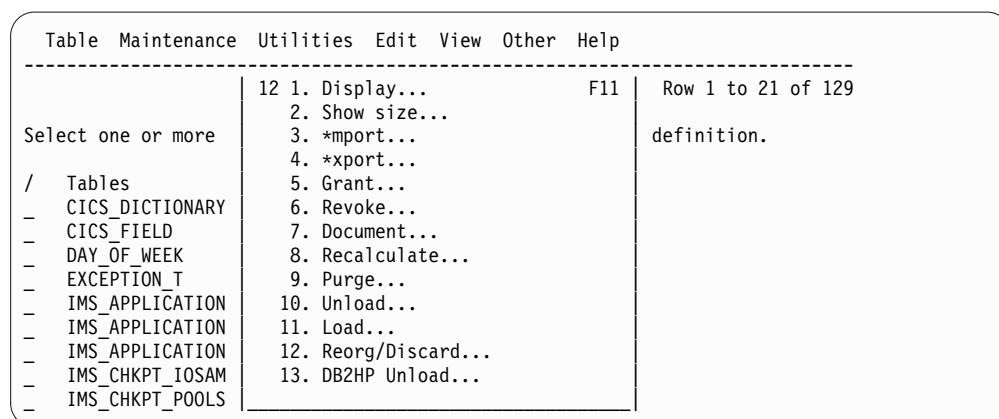 Table Maintenance Utilities Edit View Other Help
-------------------------------------------------------------------------------
| 12 1. Display... F11 | Row 1 to 21 of 129
| 2. Show size... |
Select one or more | 3. *mport... | definition.
| 4. *xport... |
/ Tables | 5. Grant... |
_ CICS_DICTIONARY | 6. Revoke... |
_ CICS_FIELD | 7. Document... |
_ DAY_OF_WEEK | 8. Recalculate... |
_ EXCEPTION_T | 9. Purge... |
_ IMS_APPLICATION | 10. Unload... |
_ IMS_APPLICATION | 11. Load... |
_ IMS_APPLICATION | 12. Reorg/Discard... |
_ IMS_CHKPT_IOSAM | 13. DB2HP Unload... |
_ IMS_CHKPT_POOLS |____________________________________|